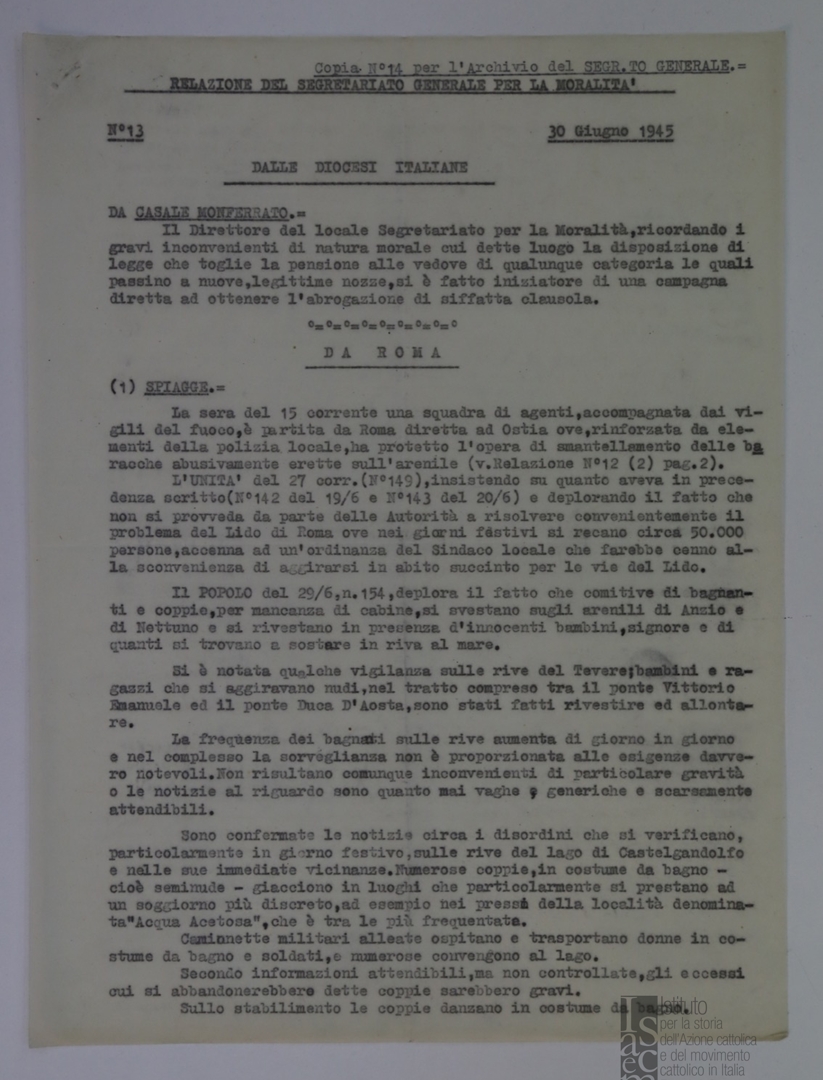 Copia N°14 per l'Archivio del SEGR.TO GENERALE.=
RELAZIONE DEL SEGRETARIATO GENERALE PER LA MORALITA'
N°13
30 Giugno 1945
DALLE DIOCESI ITALIANE
DA CASALE MONFERRATO.=
Il Direttore del locale Segretariato per la Moralità,ricordando i
gravi inconvenienti di natura morale cui dette luogo la disposizione di
legge che toglie la pensione alle vedove di qualunque categoria le quali
passino a nuove,legittime nozze,si è fatto iniziatore di una campagna
diretta ad ottenere l'abrogazione di siffatta clausola.
°=°=°=°=°=°=°=°=°
DA ROMA
(1) SPIAGGE.=
La sera del 15 corrente una squadra di agenti,accompagnata dai vi-
gili del fuoco,è partita da Roma diretta ad Ostia ove,rinforzata da ele-
menti della polizia locale,ha protetto l'opera di smantellamento delle ba
racche abusivamente erette sull'arenile (v.Relazione N°12 (2) pag.2).
L'UNITA' del 27 corr.(N°149),insistendo su quanto aveva in prece-
denza scritto(N°142 del 19/6 e N°143 del 20/6) e deplorando il fatto che
non si provveda da parte delle Autorità a risolvere convenientemente il
problema del Lido di Roma ove nei giorni festivi si recano circa 50.000
persone,accenna ad un'ordinanza del Sindaco locale che farebbe cenno al-
la sconvenienza di aggirarsi in abito succinto per le vie del Lido.
Il POPOLO del 29/6,n.154,deplora il fatto che comitive di bagnan-
ti e coppie,per mancanza di cabine,si svestano sugli arenili di Anzio e
di Nettuno e si rivestano in presenza d'innocenti bambini,signore e di
quanti si trovano a sostare in riva al mare.
Si è notata qualche vigilanza sulle rive del Tevere;bambini e ra-
gazzi che si aggiravano nudi,nel tratto compreso tra il ponte Vittorio
Emanuele ed il ponte Duca D'Aosta,sono stati fatti rivestire ed allonta-
re.
La frequenza dei bagnati sulle rive aumenta di giorno in giorno
e nel complesso la sorveglianza non è proporzionata alle esigenze davve-
ro notevoli.Non risultano comunque inconvenienti di particolare gravità
o le notizie al riguardo sono quanto mai vaghe , generiche e scarsamente
attendibili.
Sono confermate le notizie circa i disordini che si verificano,
particolarmente in giorno festivo,sulle rive del lago di Castelgandolfo
e nelle sue immediate vicinanze.Numerose coppie,in costume da bagno -
cioè seminude - giacciono in luoghi che particolarmente si prestano ad
un soggiorno più discreto,ad esempio nei pressi della località denomina-
ta"Acqua Acetosa",che è tra le più frequentate.
Camionette militari alleate ospitano e trasportano donne in co-
stume da bagno e soldati,e numerose convengono al lago.
Secondo informazioni attendibili,ma non controllate,gli eccessi
cui si abbandonerebbero dette coppie sarebbero gravi.
Sullo stabilimento le coppie danzano in costume da bagno.
Istituto
per la storia
dell'Azione cattolica
e del movimento
cattolico in Italia